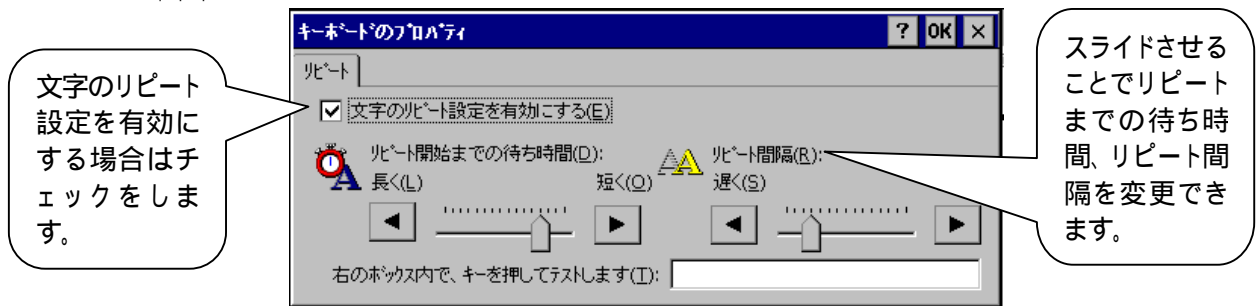 文字のリピート
設定を有効に
する場合はチ
ェックをしま
す。
キーボードのプロパティ ? OK ×
リピート
文字のリピート設定を有効にする(E)
リピート開始までの待ち時間(D):
長く(L) 短く(O)
リピート間隔(R):
遅く(S)
右のボックス内で、キーを押してテストします(T):
スライドさせる
ことでリピート
までの待ち時
間、リピート間
隔を変更でき
ます。